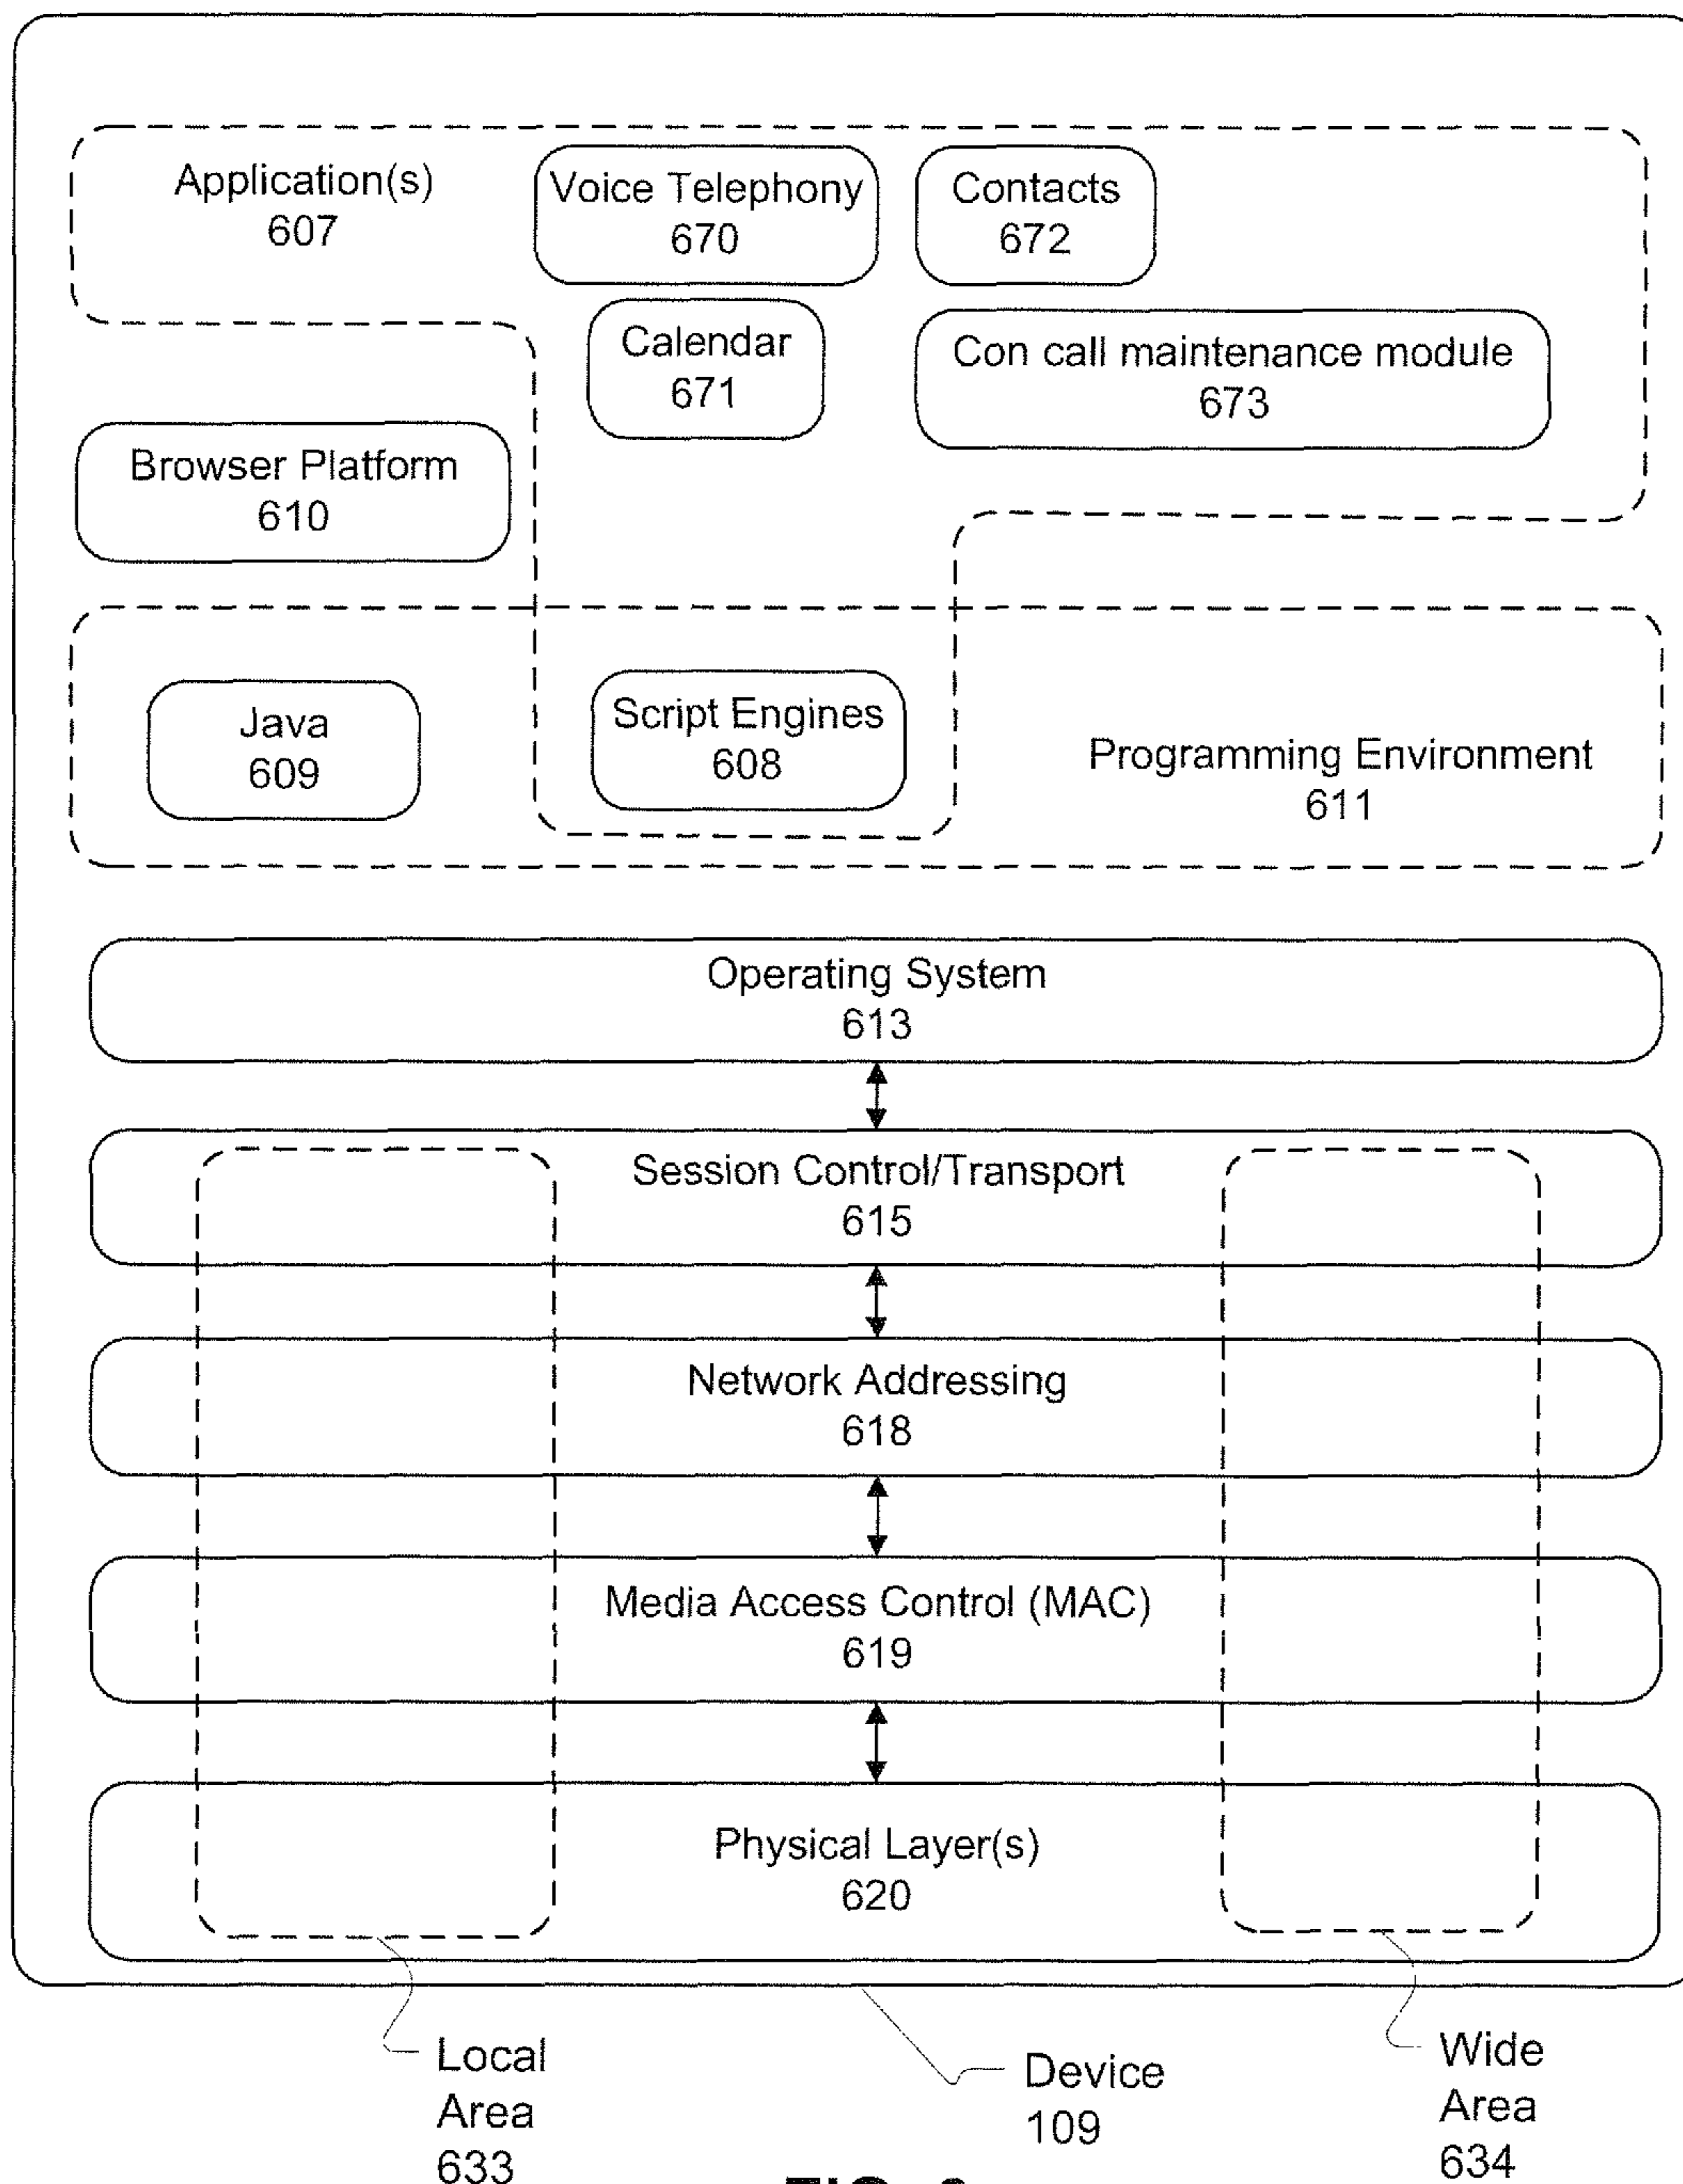 Application(s)
607
Voice Telephony
670
Contacts
672
Calendar
671
Con call maintenance module
673
Browser Platform
610
Java
609
Script Engines
608
Programming Environment
611
Operating System
613
Session Control/Transport
615
Network Addressing
618
Media Access Control (MAC)
619
Physical Layer(s)
620
Local
Area
633
Device
109
Wide
Area
634